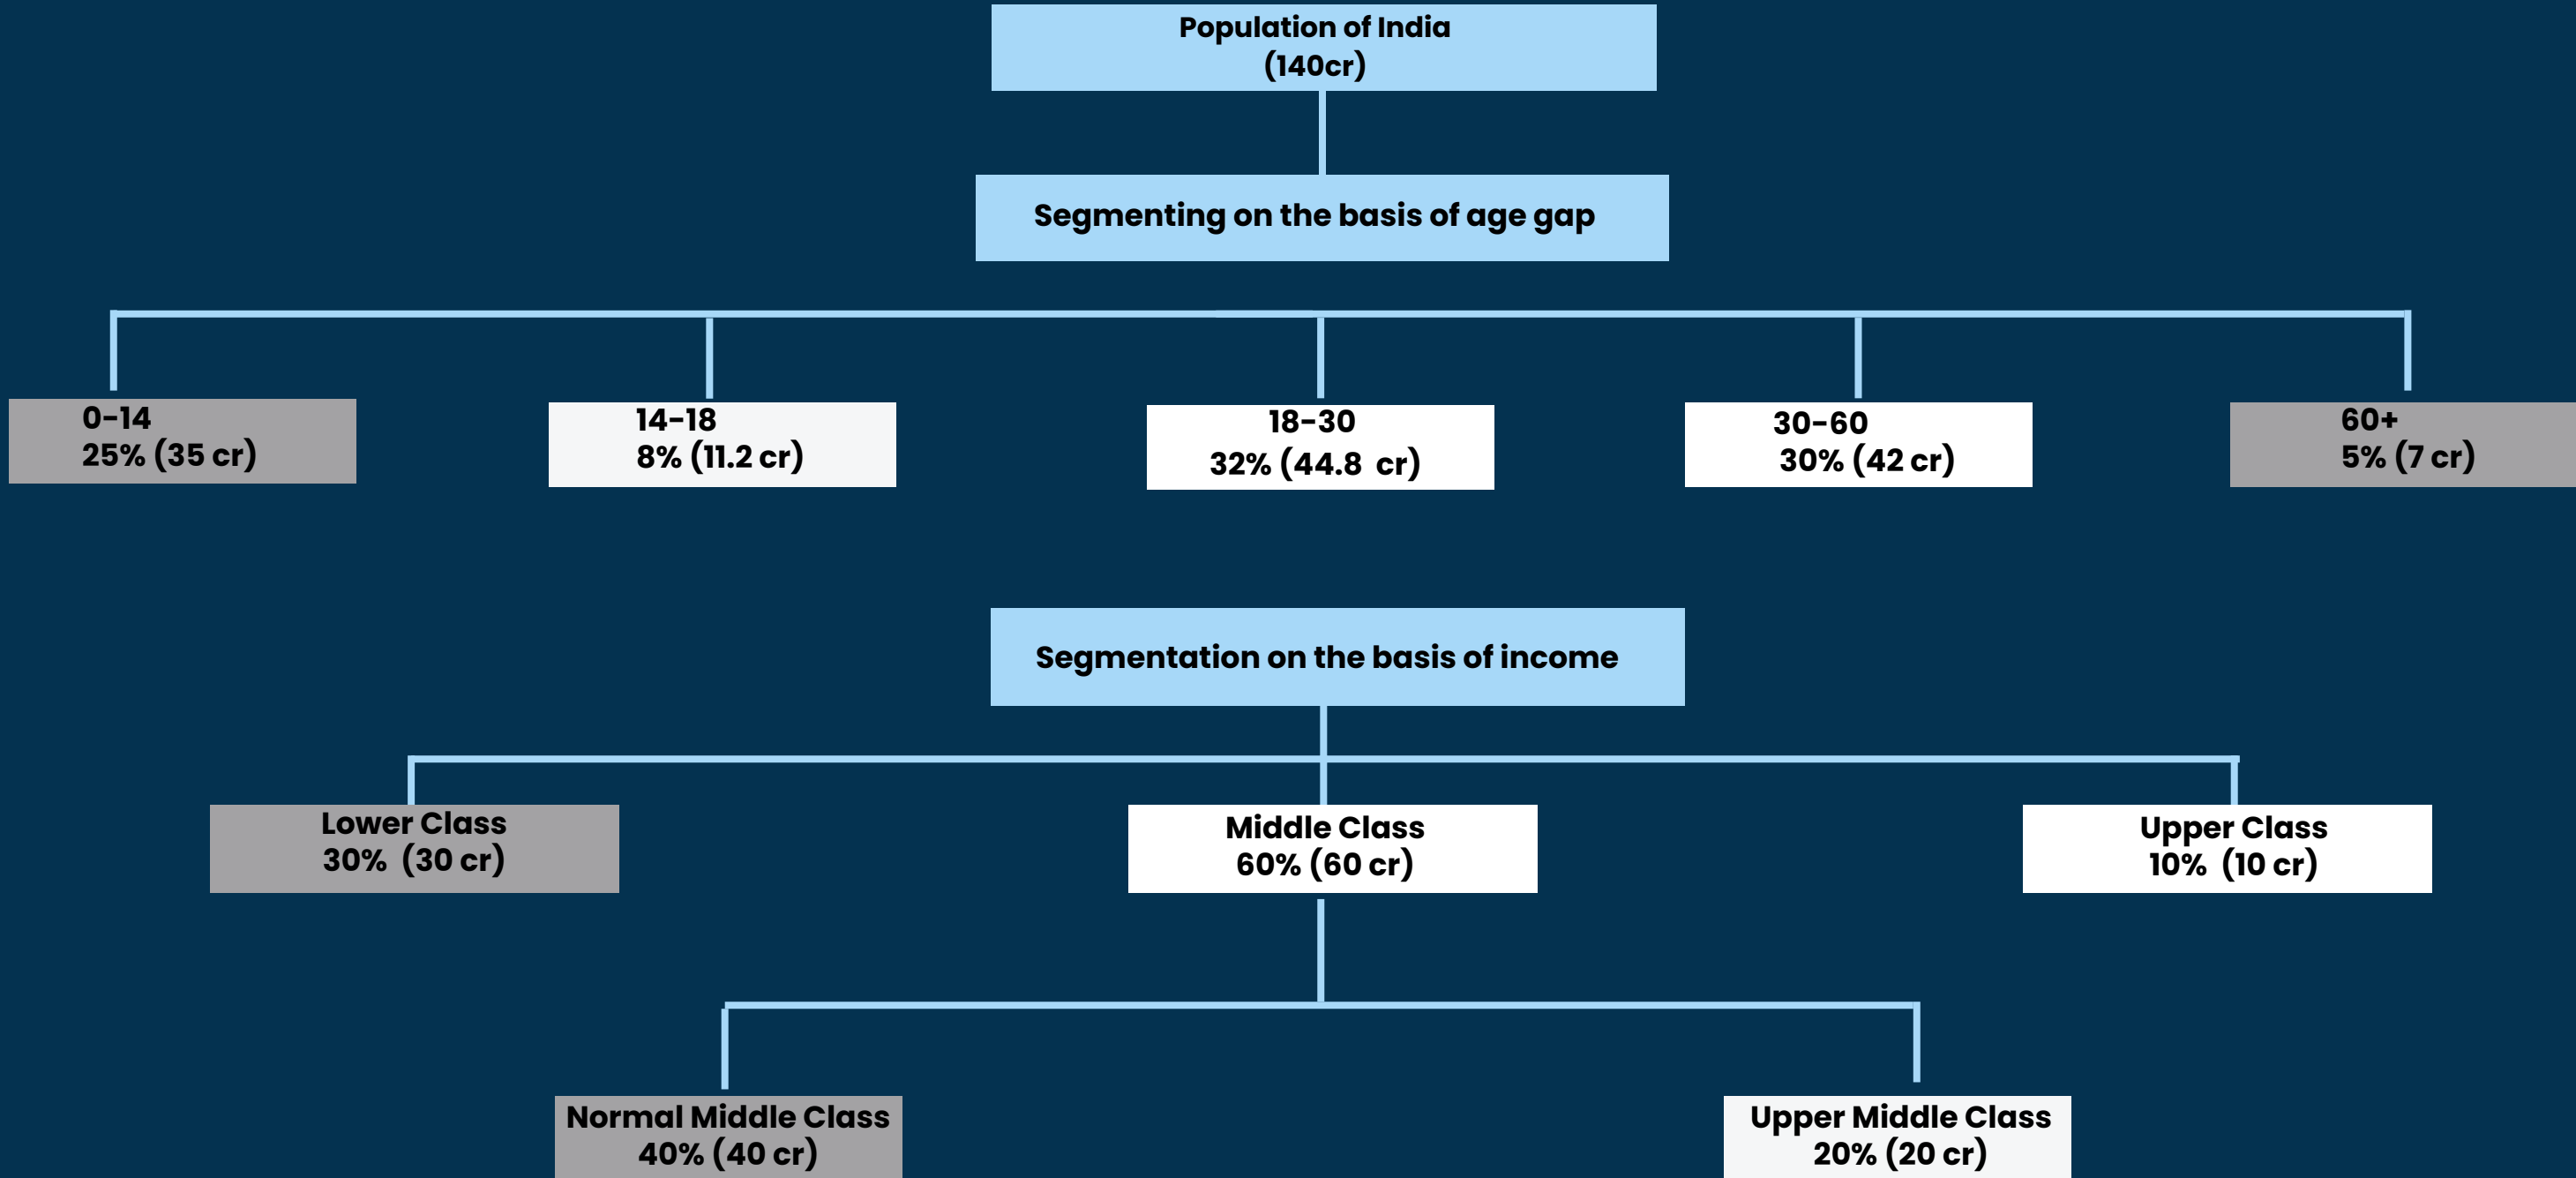 Population of India
(140cr)
Segmenting on the basis of age gap
0-14
25% (35 cr)
14-18
8% (11.2 cr)
18-30
32% (44.8 cr)
30-60
30% (42 cr)
60+
5% (7 cr)
Segmentation on the basis of income
Lower Class
30% (30 cr)
Middle Class
60% (60 cr)
Upper Class
10% (10 cr)
Normal Middle Class
40% (40 cr)
Upper Middle Class
20% (20 cr)